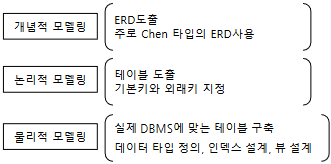 개념적 모델링
ERD도출
주로 Chen 타입의 ERD사용
논리적 모델링
테이블 도출
기본키와 외래키 지정
물리적 모델링
실제 DBMS에 맞는 테이블 구축
데이터 타입 정의, 인덱스 설계, 뷰 설계